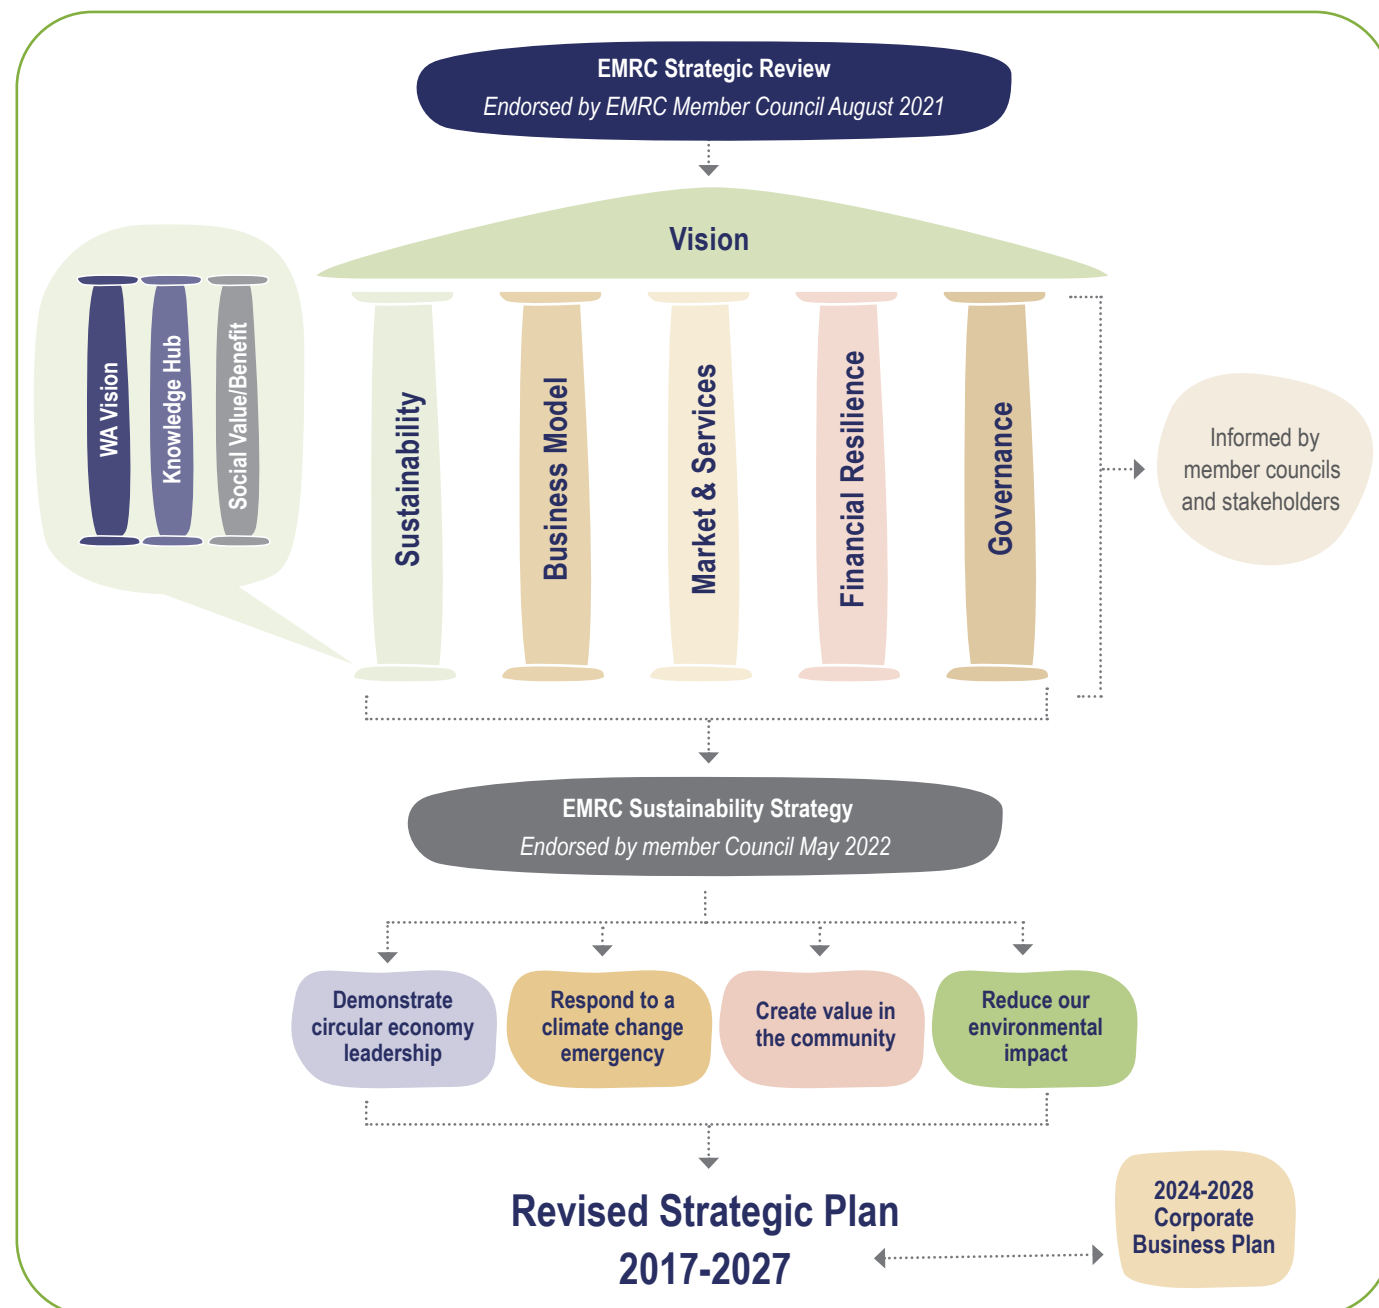 EMRC Strategic Review
Endorsed by EMRC Member Council August 2021
Vision
WA Vision
Knowledge Hub
Social Value/Benefit
Sustainability
Business Model
Market & Services
Financial Resilience
Governance
Informed by
member councils
and stakeholders
EMRC Sustainability Strategy
Endorsed by member Council May 2022
Demonstrate
circular economy
leadership
Respond to a
climate change
emergency
Create value in
the community
Reduce our
environmental
impact
Revised Strategic Plan
2017-2027
2024-2028
Corporate
Business Plan